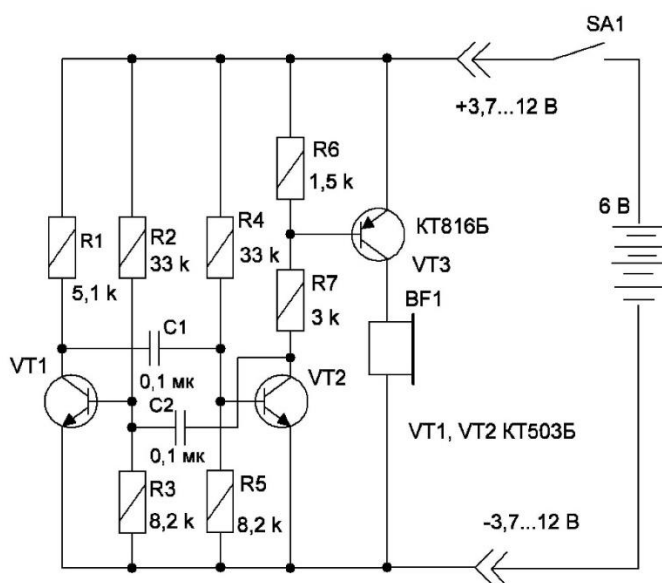 SA1
+3,7...12 В
R6
1,5 k
R1
5,1 k
R2
33 k
R4
33 k
КТ816Б
VT3
6 В
R7
3 k
BF1
C1
0,1 мк
VT1
VT2
C2
0,1 мк
VT1, VT2 КТ503Б
R3
8,2 k
R5
8,2 k
-3,7...12 В